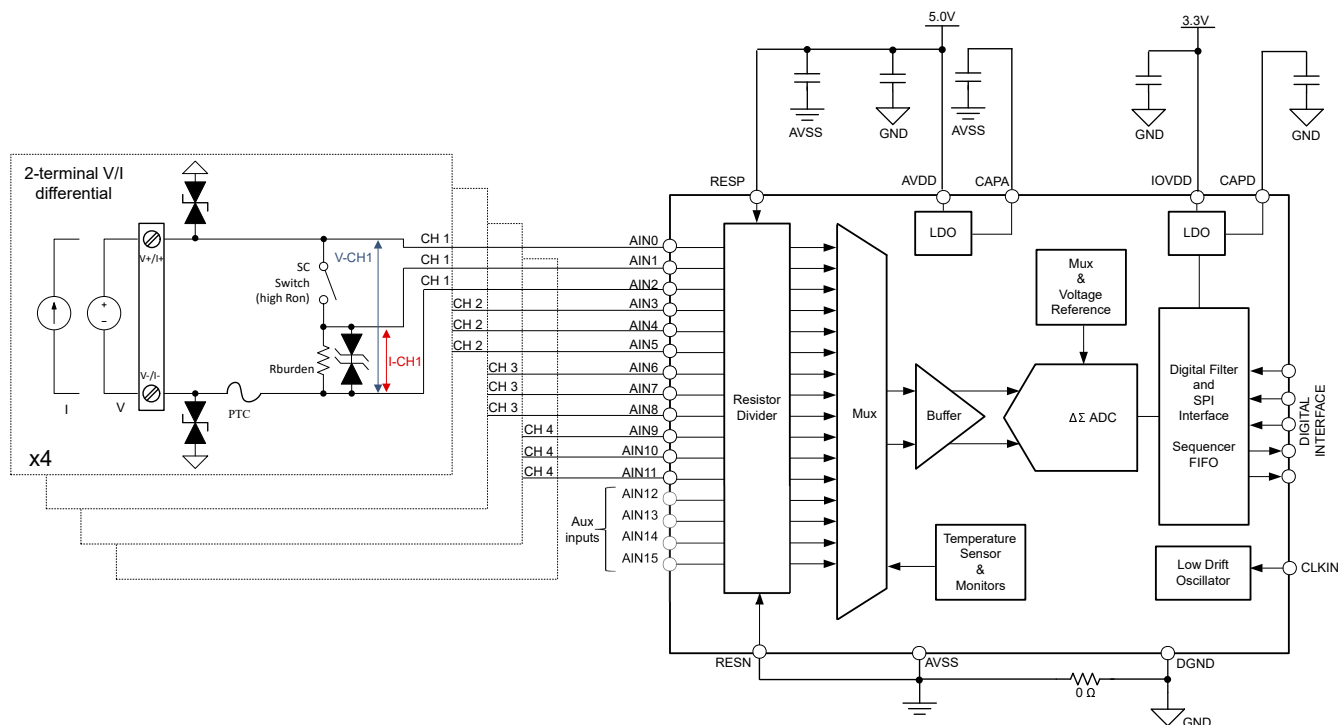 5.0V
3.3V
AVSS
GND
AVSS
GND
GND
2-terminal V/I
differential
RESP
AVDD
CAPA
IOVDD
CAPD
LDO
LDO
V+/I+
SC
Switch
(high Ron)
V-CH1
Rburden
I-CH1
V-/I-
I
V
PTC
x4
CH 1
CH 1
CH 1
CH 2
CH 2
CH 2
CH 3
CH 3
CH 3
CH 4
CH 4
CH 4
Aux
inputs
AIN0
AIN1
AIN2
AIN3
AIN4
AIN5
AIN6
AIN7
AIN8
AIN9
AIN10
AIN11
AIN12
AIN13
AIN14
AIN15
Resistor
Divider
Mux
Buffer
Mux
&
Voltage
Reference
ΔΣ ADC
Digital Filter
and
SPI
Interface
Sequencer
FIFO
DIGITAL
INTERFACE
Temperature
Sensor
&
Monitors
Low Drift
Oscillator
CLKIN
RESN
AVSS
DGND
0 Ω
GND